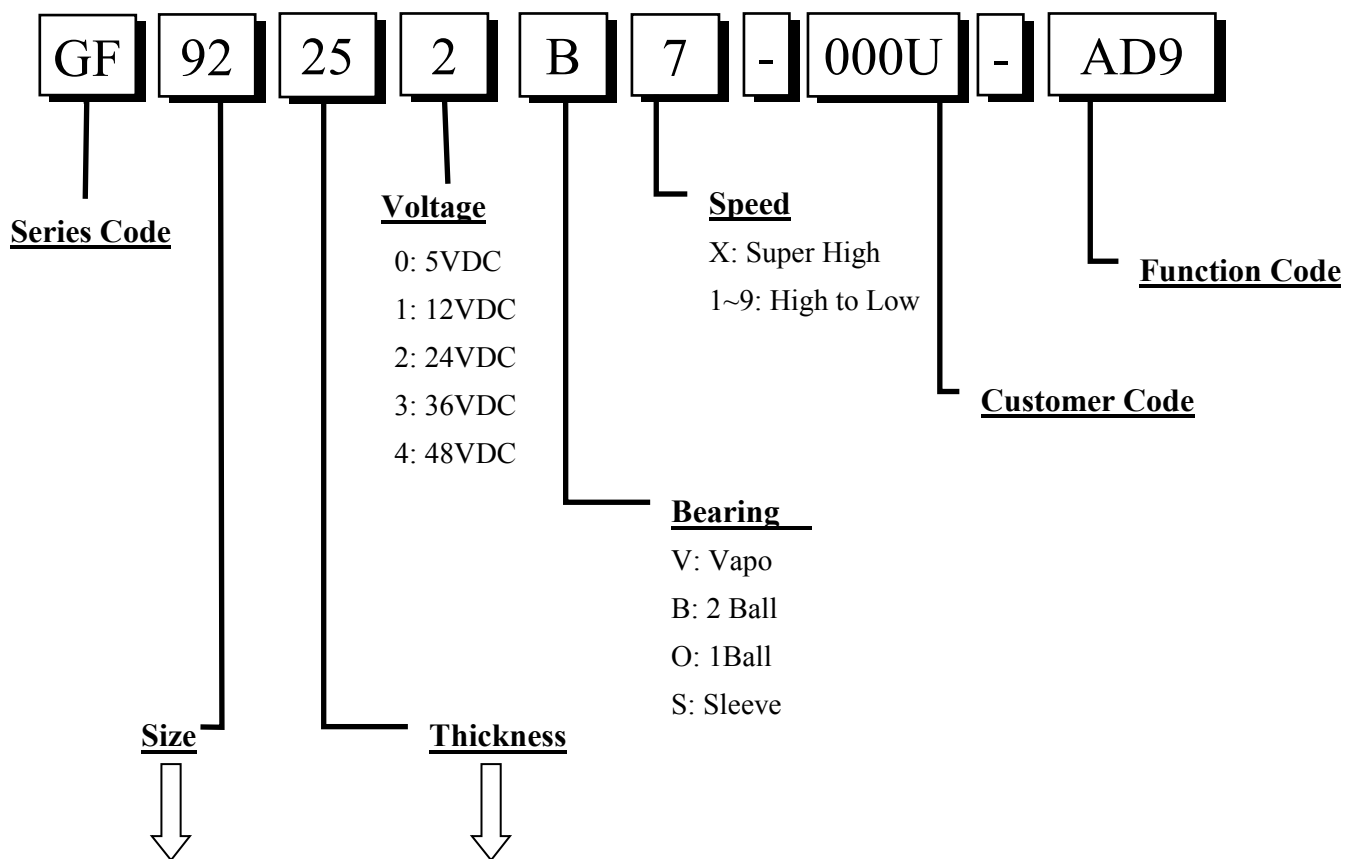 GF 92 25 2 B 7 - 000U - AD9
Series Code
Voltage
0: 5VDC
1: 12VDC
2: 24VDC
3: 36VDC
4: 48VDC
Speed
X: Super High
1~9: High to Low
Function Code
Customer Code
Bearing
V: Vapo
B: 2 Ball
O: 1Ball
S: Sleeve
Size
Thickness